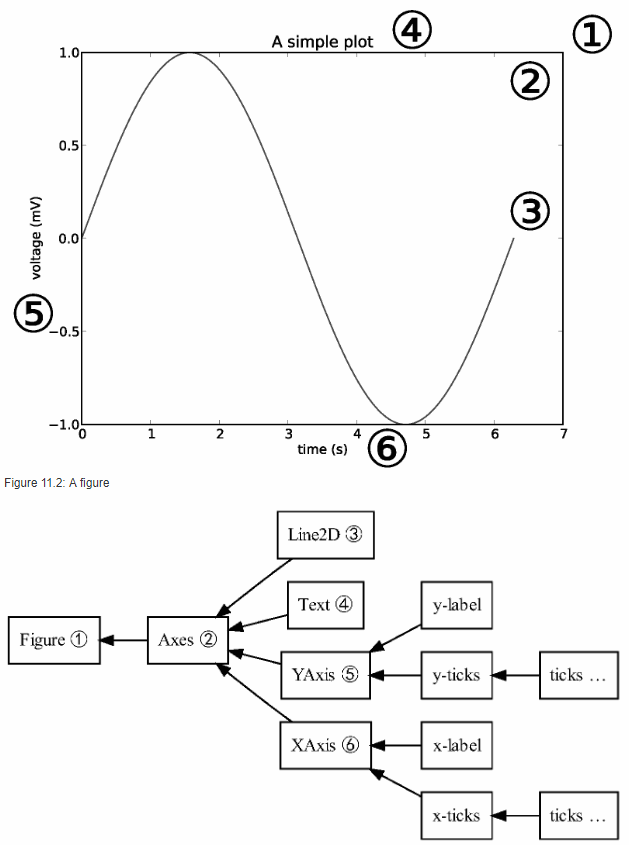 ④ ①
A simple plot
1.0
②
0.5
③
0.0
voltage (mV)
⑤
−0.5
−1.0
0 1 2 3 4 5 6 7
time (s)
⑥
Figure 11.2: A figure
Line2D ③
Text ④
y-label
Figure ①
Axes ②
YAxis ⑤
y-ticks
ticks ...
XAxis ⑥
x-label
x-ticks
ticks ...